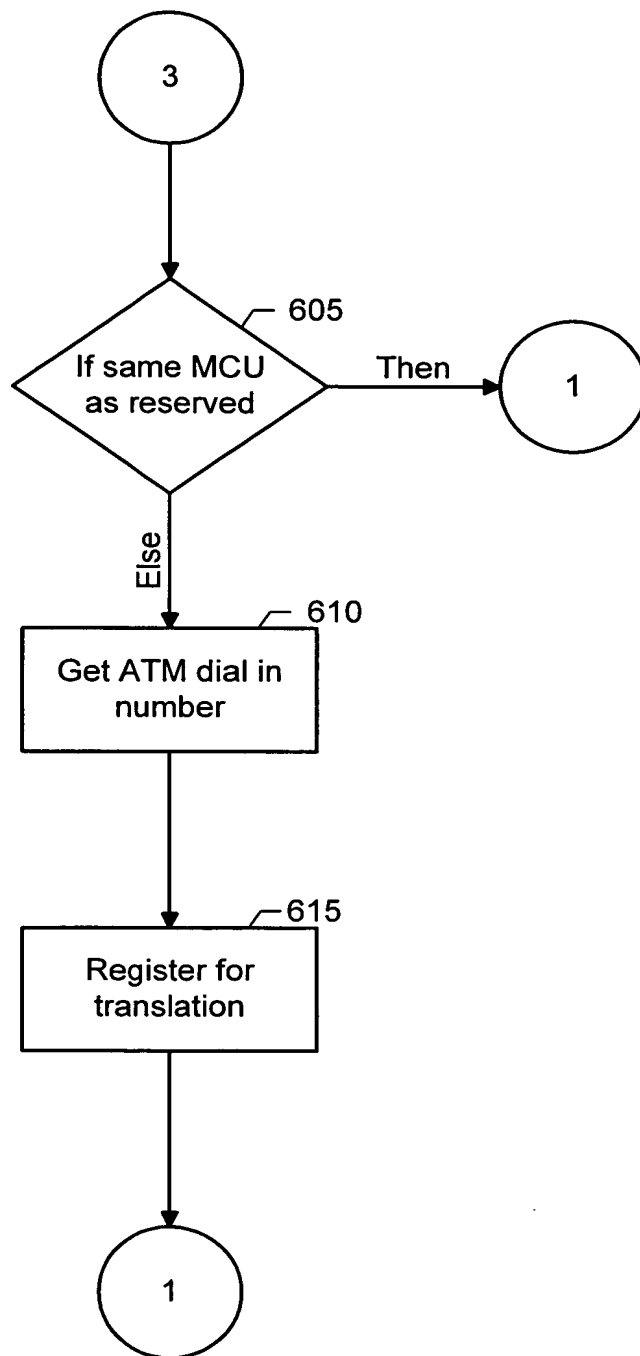 3
605
If same MCU
as reserved
Then
1
Else
610
Get ATM dial in
number
615
Register for
translation
1